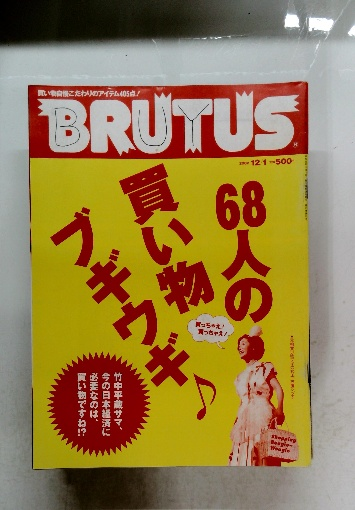 買い物自慢こだわりのアイテム405点!
BRUTUS
12/1 500
68人の
買い物
ブギウギ♪
買っちゃえ!
買っちゃえ!
竹中平蔵サマ、
今の日本経済に
必要なのは、
買い物ですね!?
Shopping
Boogie-
Woogie